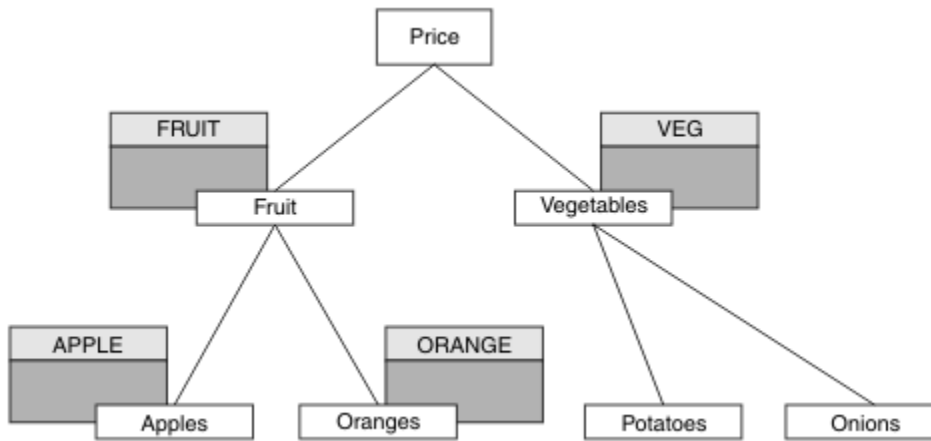 Price
FRUIT
VEG
Fruit
Vegetables
APPLE
ORANGE
Apples
Oranges
Potatoes
Onions